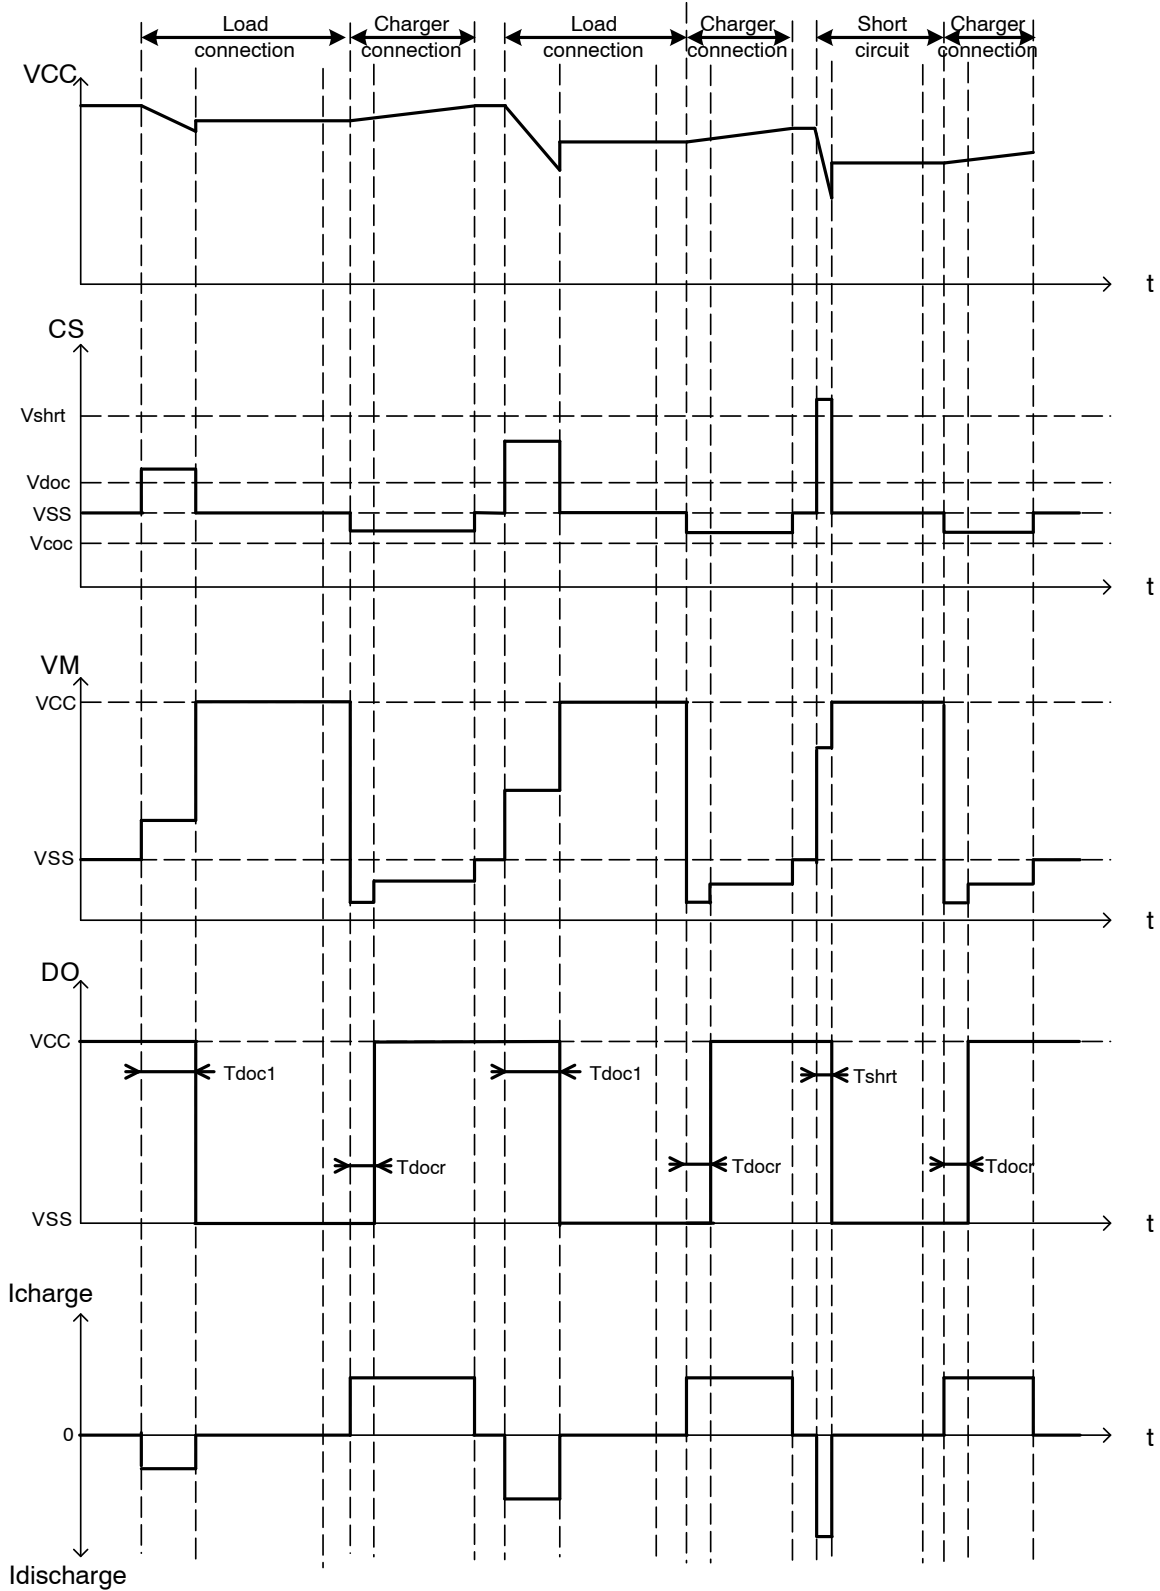 Load
connection
Charger
connection
Load
connection
Charger
connection
Short
circuit
Charger
connection
VCC
t
CS
Vshrt
Vdoc
VSS
Vcoc
t
VM
VCC
VSS
t
DO
VCC
Tdoc1
Tdoc1
Tshrt
Tdocr
Tdocr
Tdocr
VSS
t
Icharge
0
t
Idischarge